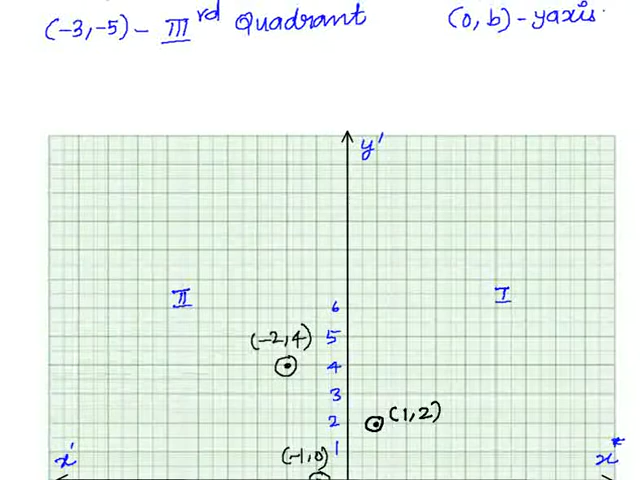 (-3,-5) - III rd Quadrant (0, b) - yaxis.
y'
II I
6
(-2,4) 5
4
3
(1,2)
2
(-1,0) 1
x' x